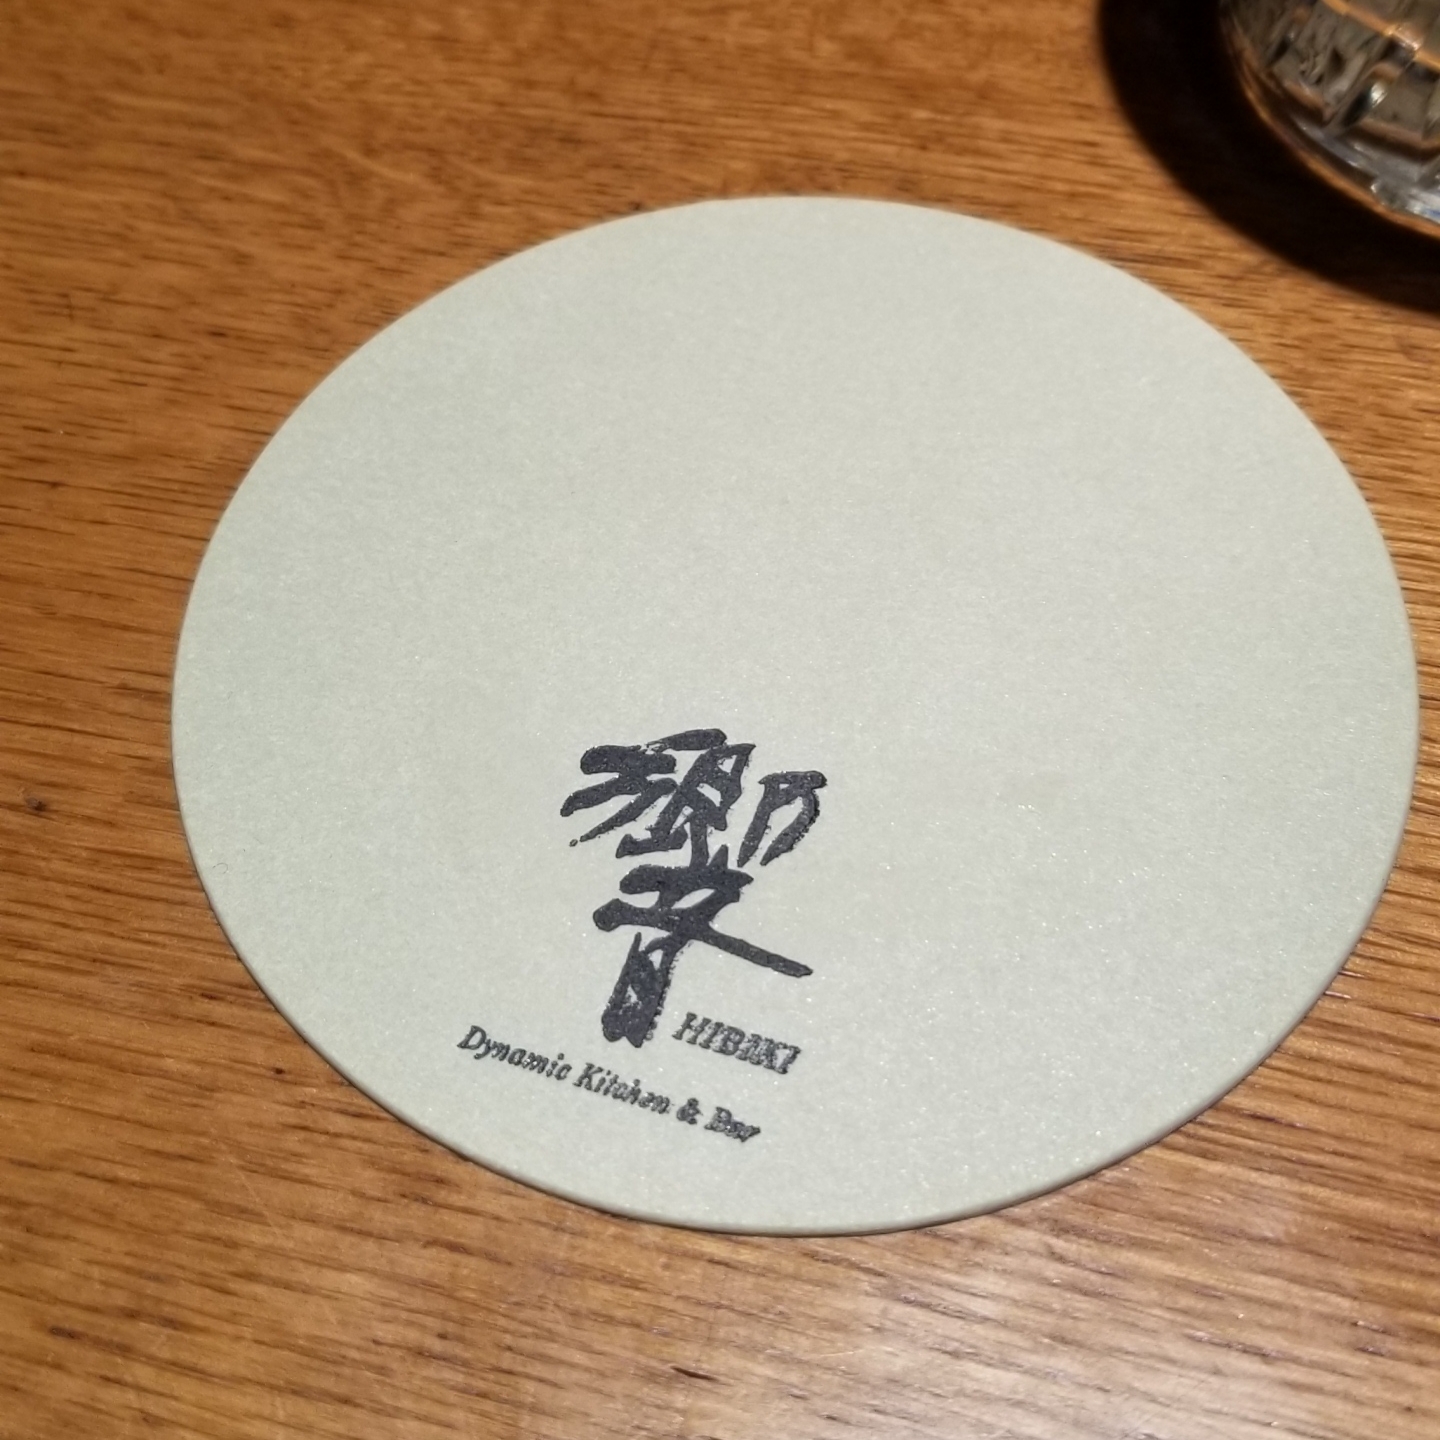 響
HIBIKI
Dynamic Kitchen & Bar